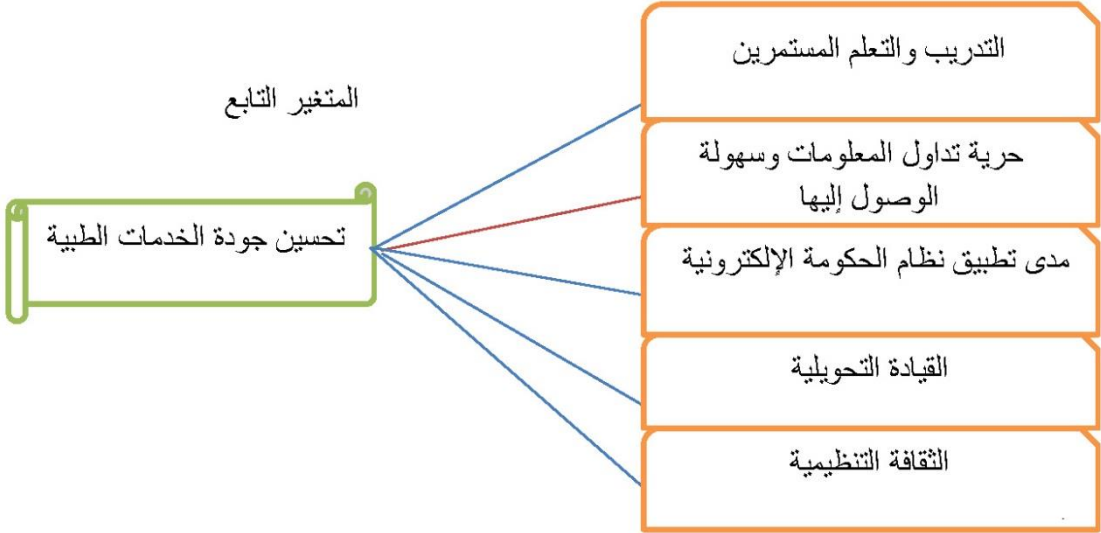 التدريب والتعلم المستمرين
حرية تداول المعلومات وسهولة
الوصول إليها
مدى تطبيق نظام الحكومة الإلكترونية
القيادة التحويلية
الثقافة التنظيمية
المتغير التابع
تحسين جودة الخدمات الطبية